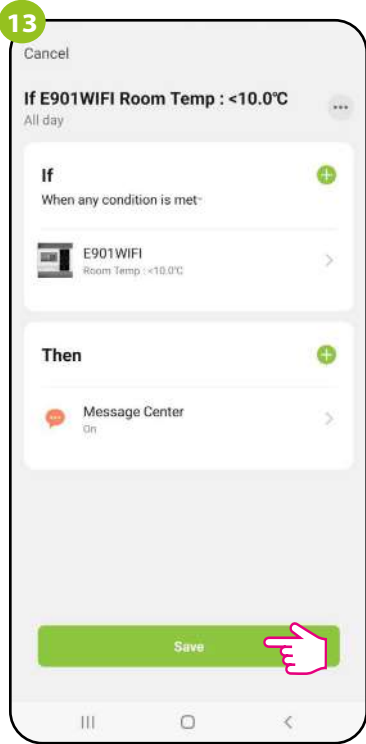 13
Cancel
If E901WIFI Room Temp : <10.0℃
All day
If
When any condition is met
E901WIFI
Room Temp : <10.0℃
Then
Message Center
On
Save